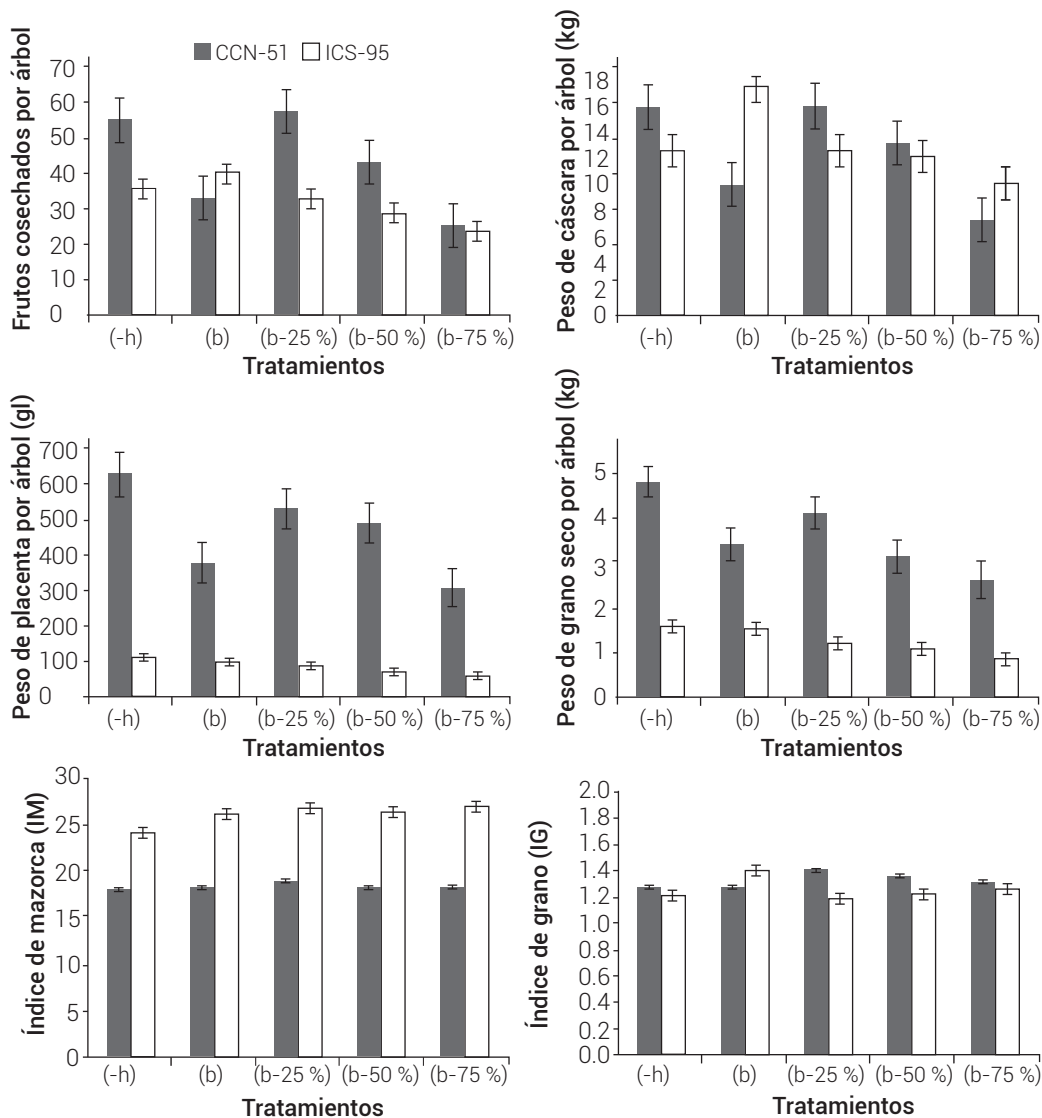 CCN-51 ICS-95
Frutos cosechados por árbol
70
60
50
40
30
20
10
0
(-h) (b) (b-25 %) (b-50 %) (b-75 %)
Tratamientos
Peso de cáscara por árbol (kg)
18
16
14
12
10
8
6
4
2
0
(-h) (b) (b-25 %) (b-50 %) (b-75 %)
Tratamientos
Peso de placenta por árbol (gl)
700
600
500
400
300
200
100
0
(-h) (b) (b-25 %) (b-50 %) (b-75 %)
Tratamientos
Peso de grano seco por árbol (kg)
5
4
3
2
1
0
(-h) (b) (b-25 %) (b-50 %) (b-75 %)
Tratamientos
Índice de mazorca (IM)
30
25
20
15
10
5
0
(-h) (b) (b-25 %) (b-50 %) (b-75 %)
Tratamientos
Índice de grano (IG)
2.0
1.8
1.6
1.4
1.2
1.0
0.8
0.6
0.4
0.2
0.0
(-h) (b) (b-25 %) (b-50 %) (b-75 %)
Tratamientos